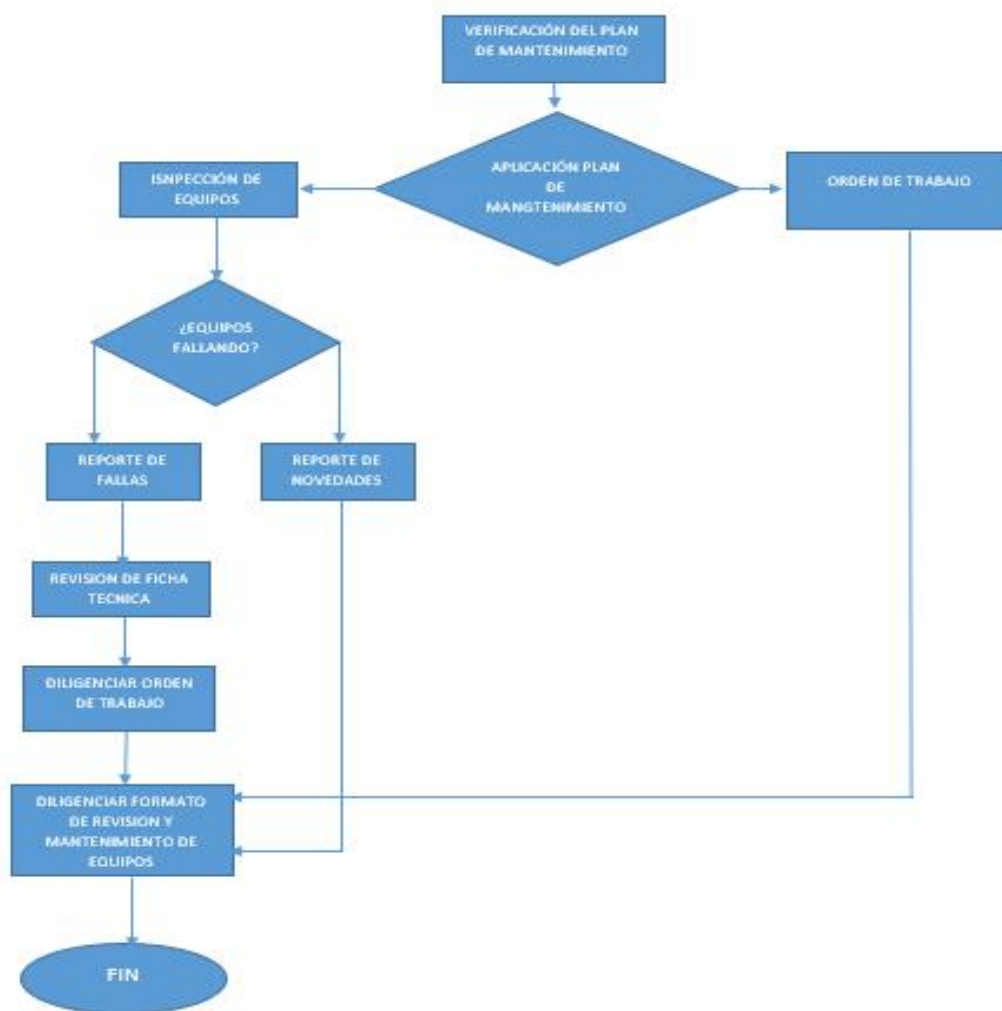 VERIFICACIÓN DEL PLAN
DE MANTENIMIENTO
APLICACIÓN PLAN
DE
MANGTENIMIENTO
ISNPECCIÓN DE
EQUIPOS
ORDEN DE TRABAJO
¿EQUIPOS
FALLANDO?
REPORTE DE
FALLAS
REPORTE DE
NOVEDADES
REVISION DE FICHA
TECNICA
DILIGENCIAR ORDEN
DE TRABAJO
DILIGENCIAR FORMATO
DE REVISION Y
MANTENIMIENTO DE
EQUIPOS
FIN